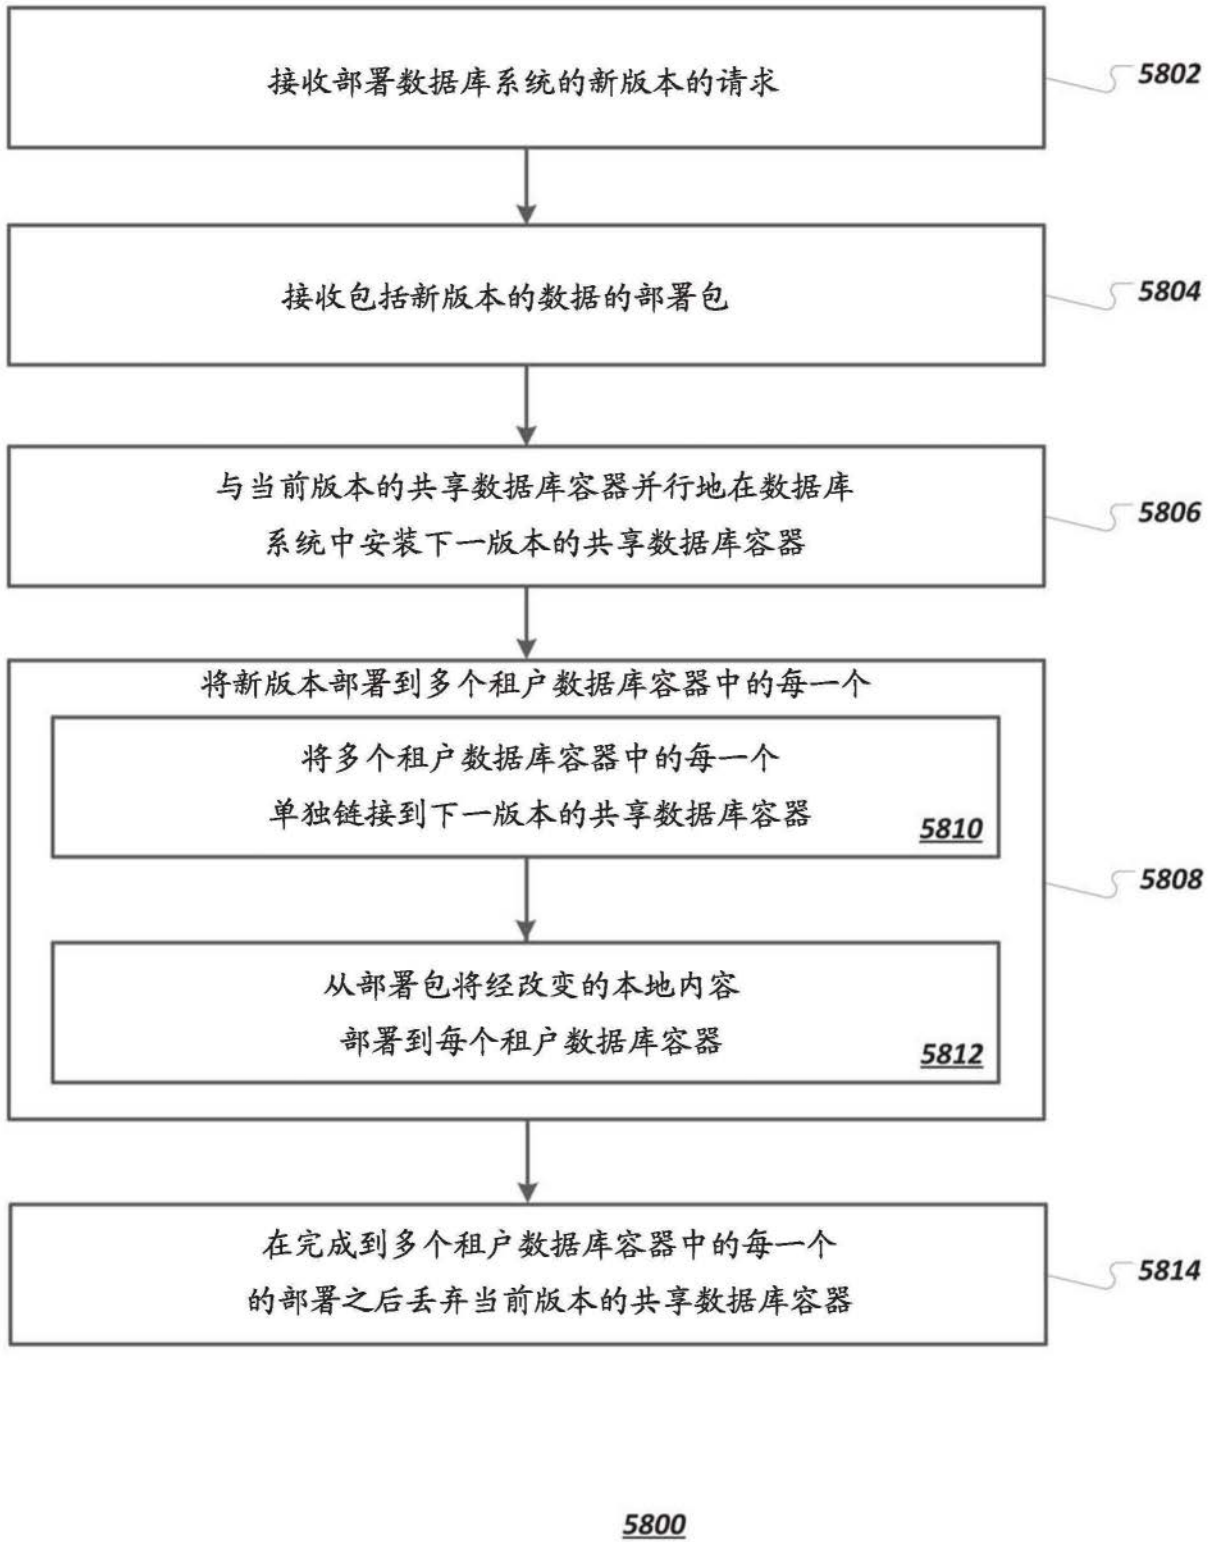 接收部署数据库系统的新版本的请求
5802
接收包括新版本的数据的部署包
5804
与当前版本的共享数据库容器并行地在数据库
系统中安装下一版本的共享数据库容器
5806
将新版本部署到多个租户数据库容器中的每一个
将多个租户数据库容器中的每一个
单独链接到下一版本的共享数据库容器
5810
5808
从部署包将经改变的本地内容
部署到每个租户数据库容器
5812
在完成到多个租户数据库容器中的每一个
的部署之后丢弃当前版本的共享数据库容器
5814
5800